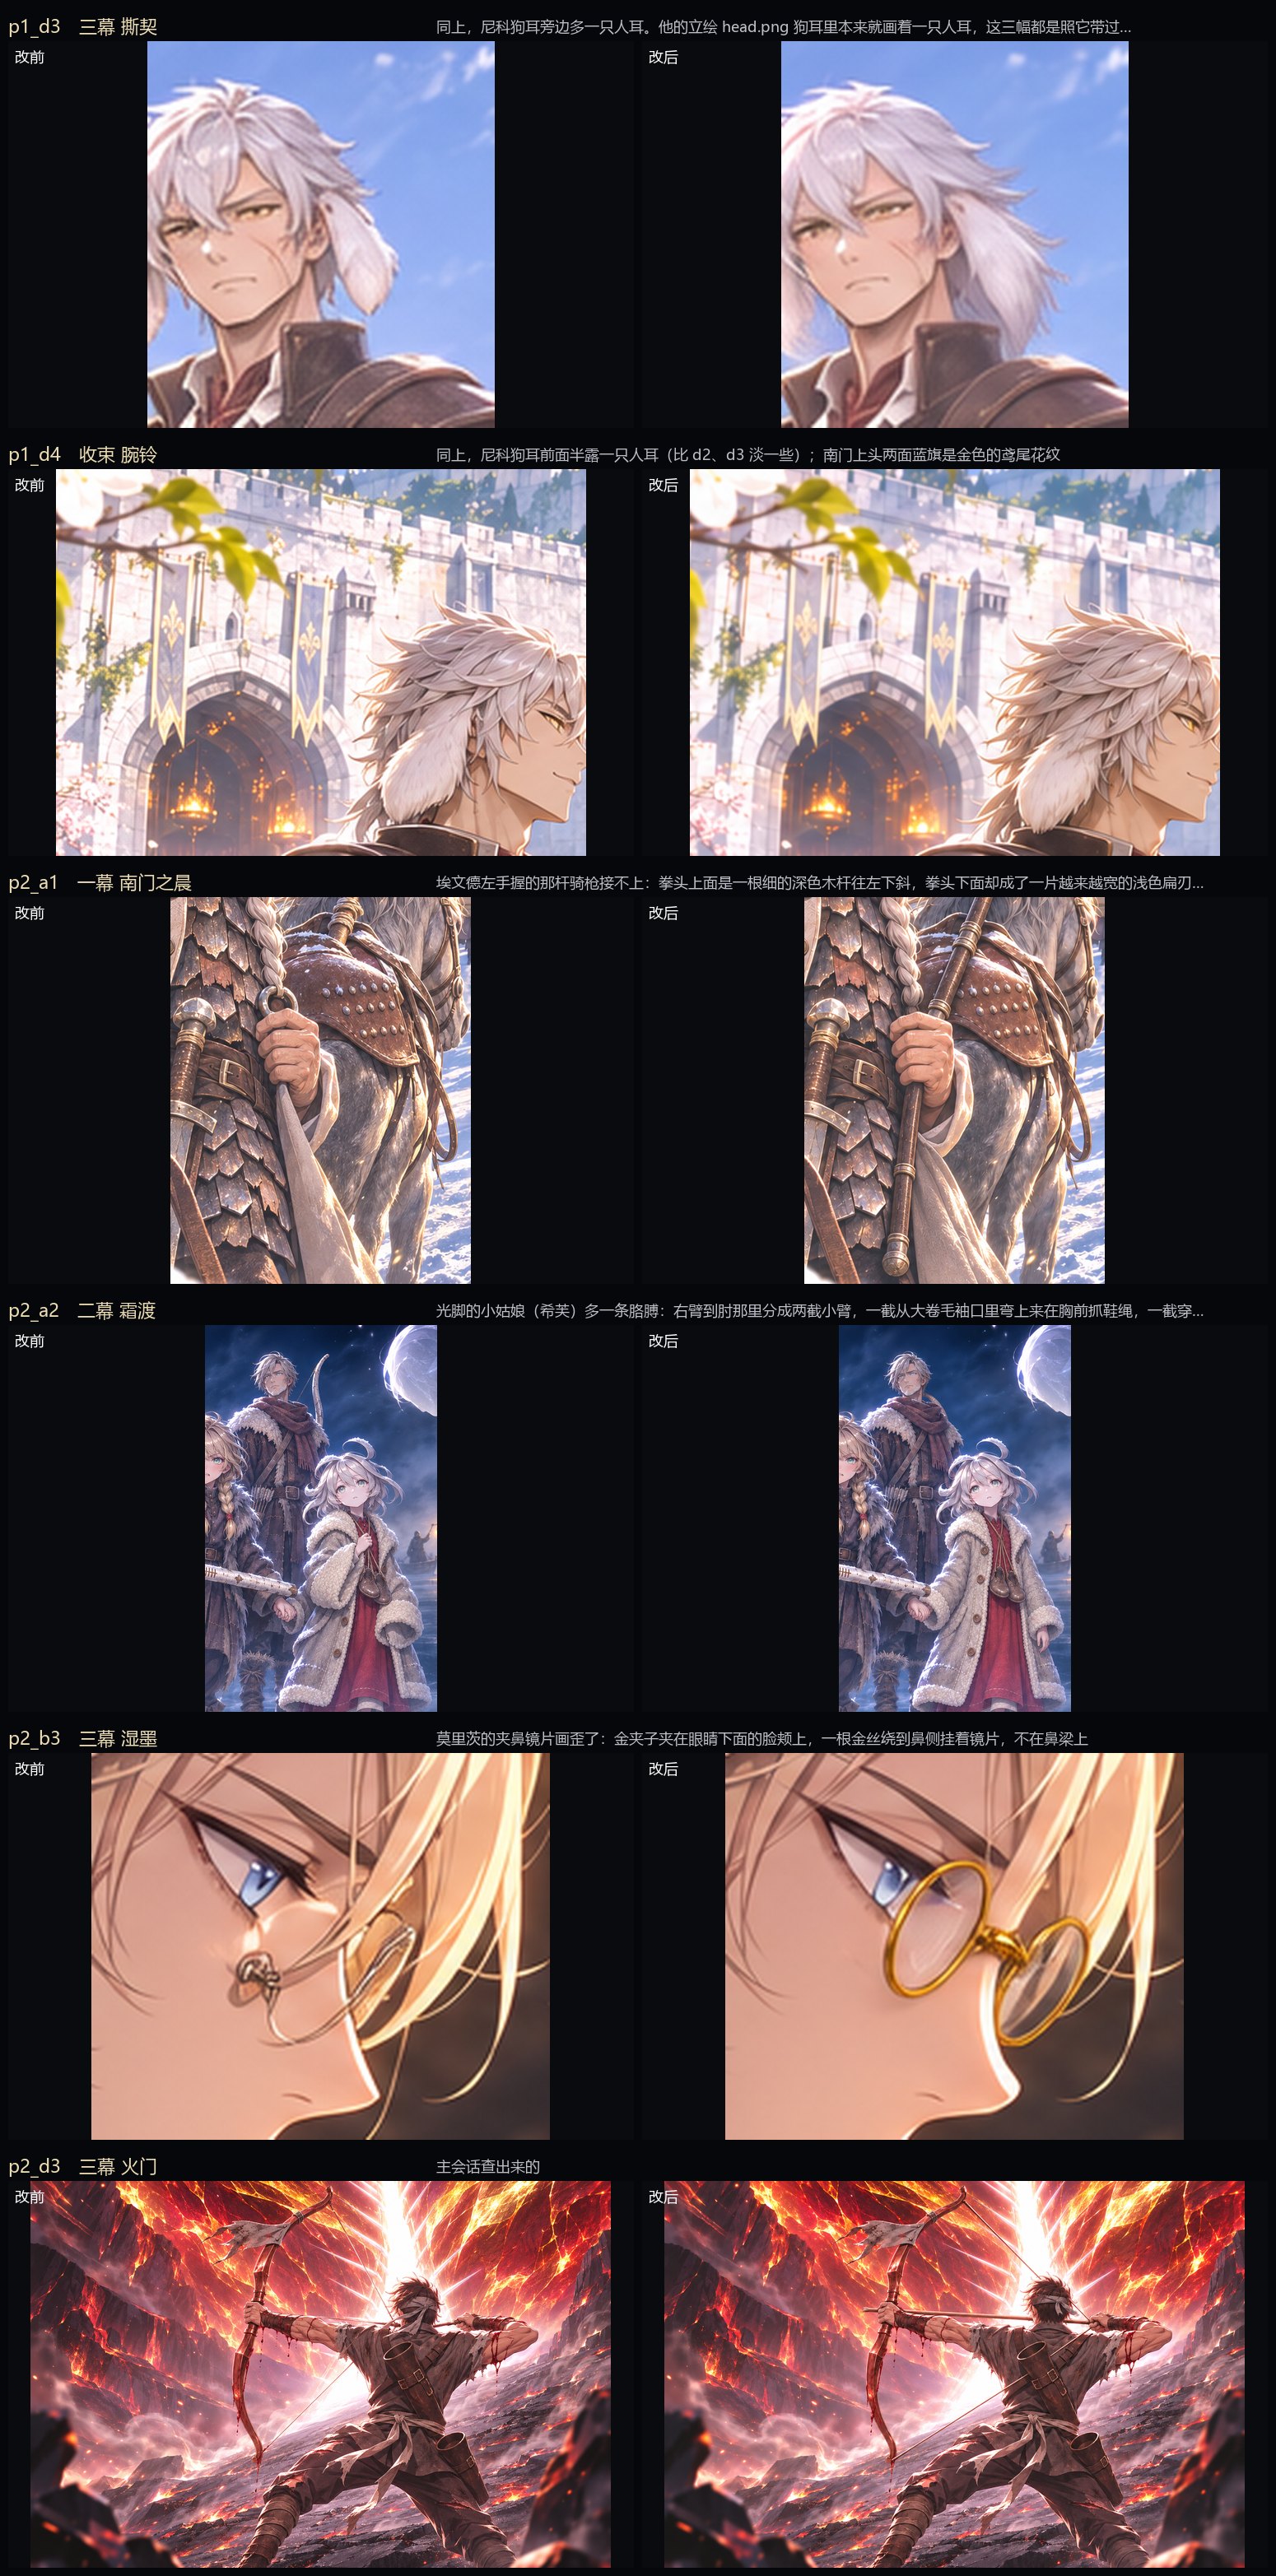 p1_d3 三幕 撕契 同上，尼科狗耳旁边多一只人耳。他的立绘 head.png 狗耳里本来就画着一只人耳，这三幅都是照它带过…
改前 改后
p1_d4 收束 腕铃 同上，尼科狗耳前面半露一只人耳（比 d2、d3 淡一些）；南门上头两面蓝旗是金色的鸢尾花纹
改前 改后
p2_a1 一幕 南门之晨 埃文德左手握的那杆骑枪接不上：拳头上面是一根细的深色木杆往左下斜，拳头下面却成了一片越来越宽的浅色扁刃…
改前 改后
p2_a2 二幕 霜渡 光脚的小姑娘（希芙）多一条胳膊：右臂到肘那里分成两截小臂，一截从大卷毛袖口里弯上来在胸前抓鞋绳，一截穿…
改前 改后
p2_b3 三幕 湿墨 莫里茨的夹鼻镜片画歪了：金夹子夹在眼睛下面的脸颊上，一根金丝绕到鼻侧挂着镜片，不在鼻梁上
改前 改后
p2_d3 三幕 火门 主会话查出来的
改前 改后